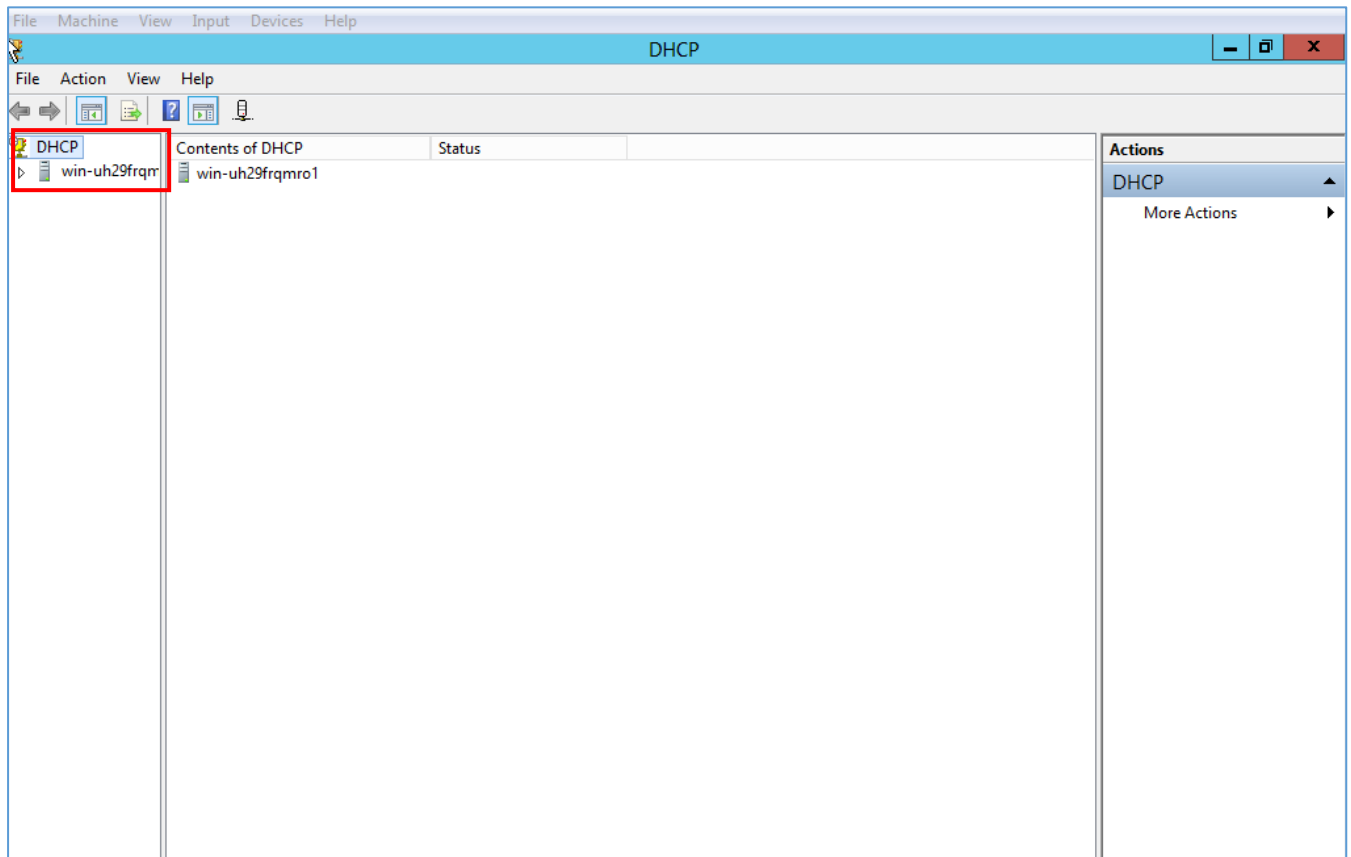 File Machine View Input Devices Help
DHCP
File Action View Help
DHCP
win-uh29frqm
Contents of DHCP Status
win-uh29frqmro1
Actions
DHCP
More Actions